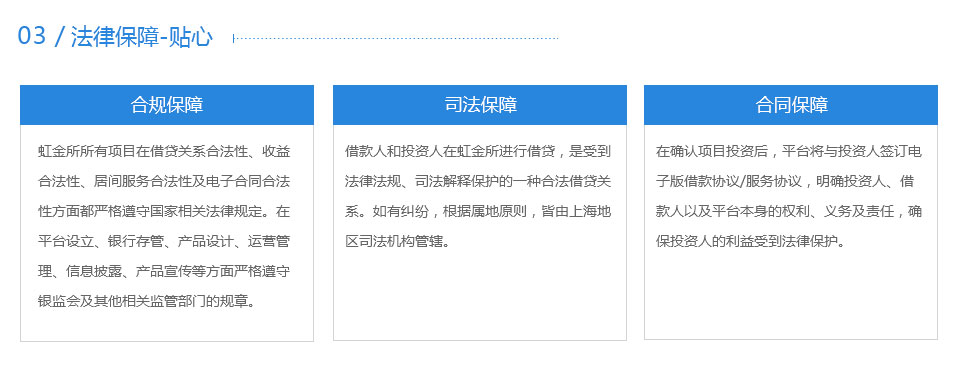 03 / 法律保障-贴心
合规保障
虹金所所有项目在借贷关系合法性、收益
合法性、居间服务合法性及电子合同合法
性方面都严格遵守国家相关法律规定。在
平台设立、银行存管、产品设计、运营管
理、信息披露、产品宣传等方面严格遵守
银监会及其他相关监管部门的规章。
司法保障
借款人和投资人在虹金所进行借贷，是受到
法律法规、司法解释保护的一种合法借贷关
系。如有纠纷，根据属地原则，皆由上海地
区司法机构管辖。
合同保障
在确认项目投资后，平台将与投资人签订电
子版借款协议/服务协议，明确投资人、借
款人以及平台本身的权利、义务及责任，确
保投资人的利益受到法律保护。